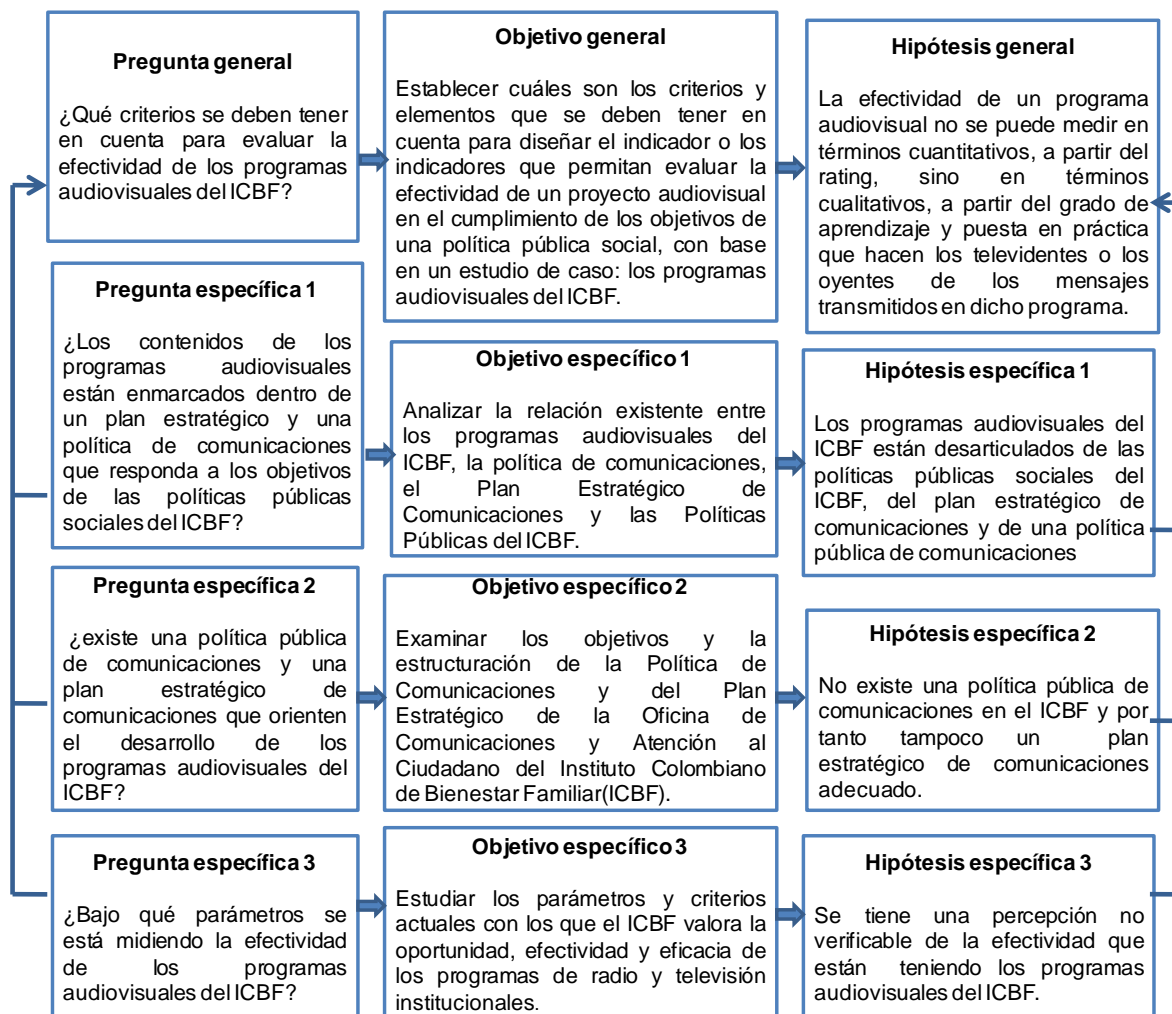 Pregunta general
¿Qué criterios se deben tener
en cuenta para evaluar la
efectividad de los programas
audiovisuales del ICBF?
Objetivo general
Establecer cuáles son los criterios y
elementos que se deben tener en
cuenta para diseñar el indicador o los
indicadores que permitan evaluar la
efectividad de un proyecto audiovisual
en el cumplimiento de los objetivos de
una política pública social, con base
en un estudio de caso: los programas
audiovisuales del ICBF.
Hipótesis general
La efectividad de un programa
audiovisual no se puede medir en
términos cuantitativos, a partir del
rating, sino en términos
cualitativos, a partir del grado de
aprendizaje y puesta en práctica
que hacen los televidentes o los
oyentes de los mensajes
transmitidos en dicho programa.
Pregunta específica 1
¿Los contenidos de los
programas audiovisuales
están enmarcados dentro de
un plan estratégico y una
política de comunicaciones
que responda a los objetivos
de las políticas públicas
sociales del ICBF?
Objetivo específico 1
Analizar la relación existente entre
los programas audiovisuales del
ICBF, la política de comunicaciones,
el Plan Estratégico de
Comunicaciones y las Políticas
Públicas del ICBF.
Hipótesis específica 1
Los programas audiovisuales del
ICBF están desarticulados de las
políticas públicas sociales del
ICBF, del plan estratégico de
comunicaciones y de una política
pública de comunicaciones
Pregunta específica 2
¿existe una política pública
de comunicaciones y una
plan estratégico de
comunicaciones que orienten
el desarrollo de los
programas audiovisuales del
ICBF?
Objetivo específico 2
Examinar los objetivos y la
estructuración de la Política de
Comunicaciones y del Plan
Estratégico de la Oficina de
Comunicaciones y Atención al
Ciudadano del Instituto Colombiano
de Bienestar Familiar(ICBF).
Hipótesis específica 2
No existe una política pública de
comunicaciones en el ICBF y por
tanto tampoco un plan
estratégico de comunicaciones
adecuado.
Pregunta específica 3
¿Bajo qué parámetros se
está midiendo la efectividad
de los programas
audiovisuales del ICBF?
Objetivo específico 3
Estudiar los parámetros y criterios
actuales con los que el ICBF valora la
oportunidad, efectividad y eficacia de
los programas de radio y televisión
institucionales.
Hipótesis específica 3
Se tiene una percepción no
verificable de la efectividad que
están teniendo los programas
audiovisuales del ICBF.